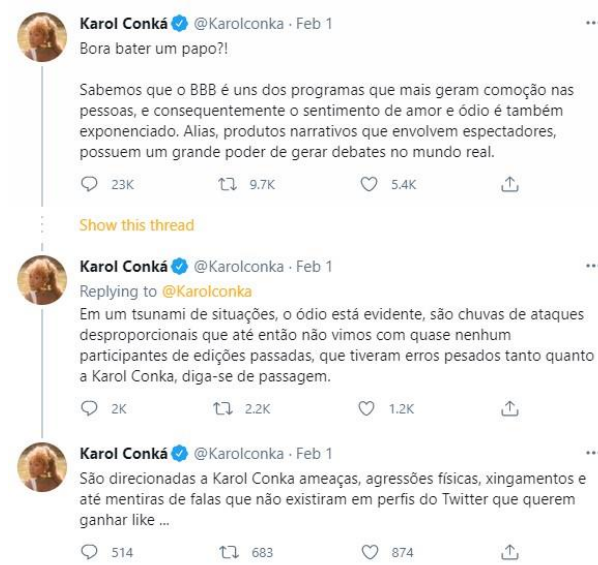 Karol Conká @Karolconka · Feb 1
Bora bater um papo?!
Sabemos que o BBB é uns dos programas que mais geram comoção nas
pessoas, e consequentemente o sentimento de amor e ódio é também
exponenciado. Alias, produtos narrativos que envolvem espectadores,
possuem um grande poder de gerar debates no mundo real.
23K 9.7K 5.4K
Show this thread
Karol Conká @Karolconka · Feb 1
Replying to @Karolconka
Em um tsunami de situações, o ódio está evidente, são chuvas de ataques
desproporcionais que até então não vimos com quase nenhum
participantes de edições passadas, que tiveram erros pesados tanto quanto
a Karol Conka, diga-se de passagem.
2K 2.2K 1.2K
Karol Conká @Karolconka · Feb 1
São direcionadas a Karol Conka ameaças, agressões físicas, xingamentos e
até mentiras de falas que não existiram em perfis do Twitter que querem
ganhar like ...
514 683 874